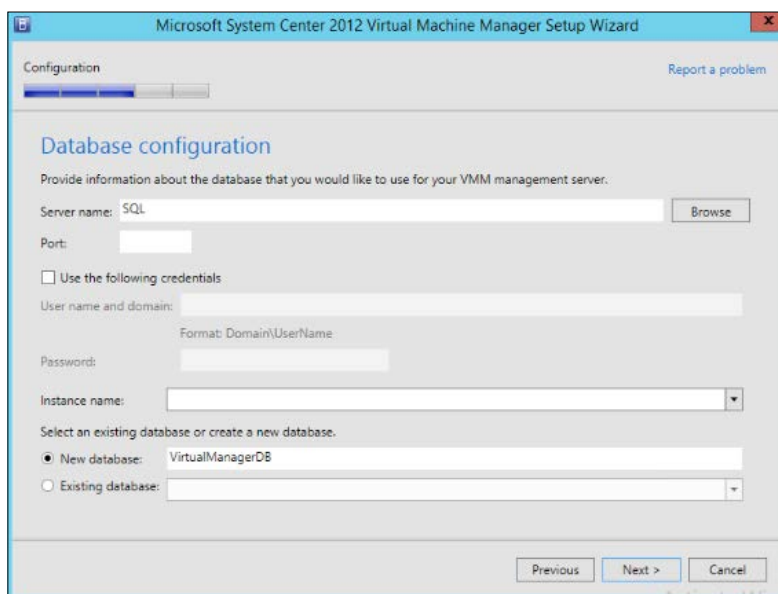 Microsoft System Center 2012 Virtual Machine Manager Setup Wizard
x
Configuration
Report a problem
Database configuration
Provide information about the database that you would like to use for your VMM management server.
Server name: SQL
Browse
Port:
Use the following credentials
User name and domain:
Format: Domain\UserName
Password:
Instance name:
Select an existing database or create a new database.
New database: VirtualManagerDB
Existing database:
Previous Next > Cancel